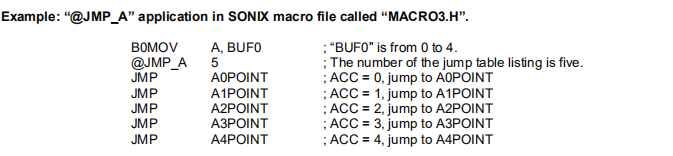 Example: “@JMP_A” application in SONIX macro file called “MACRO3.H”.
B0MOV A, BUF0 ; “BUF0” is from 0 to 4.
@JMP_A 5 ; The number of the jump table listing is five.
JMP A0POINT ; ACC = 0, jump to A0POINT
JMP A1POINT ; ACC = 1, jump to A1POINT
JMP A2POINT ; ACC = 2, jump to A2POINT
JMP A3POINT ; ACC = 3, jump to A3POINT
JMP A4POINT ; ACC = 4, jump to A4POINT